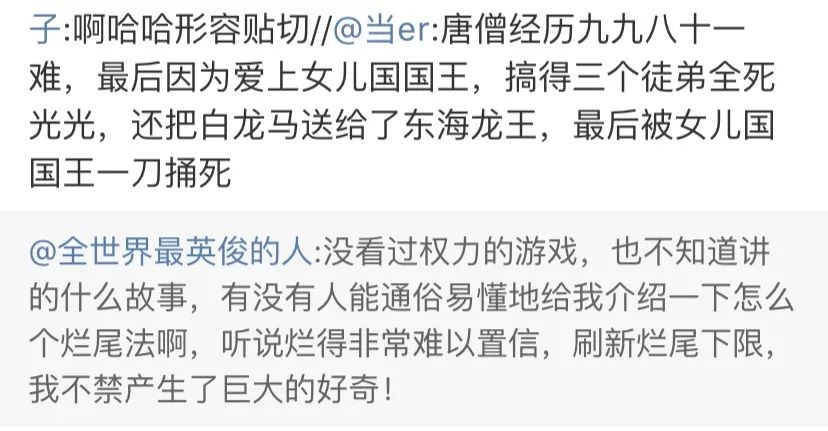 子:啊哈哈形容贴切//@当er:唐僧经历九九八十一
难，最后因为爱上女儿国国王，搞得三个徒弟全死
光光，还把白龙马送给了东海龙王，最后被女儿国
国王一刀捅死
@全世界最英俊的人:没看过权力的游戏，也不知道讲
的什么故事，有没有人能通俗易懂地给我介绍一下怎么
个烂尾法啊，听说烂得非常难以置信，刷新烂尾下限，
我不禁产生了巨大的好奇！